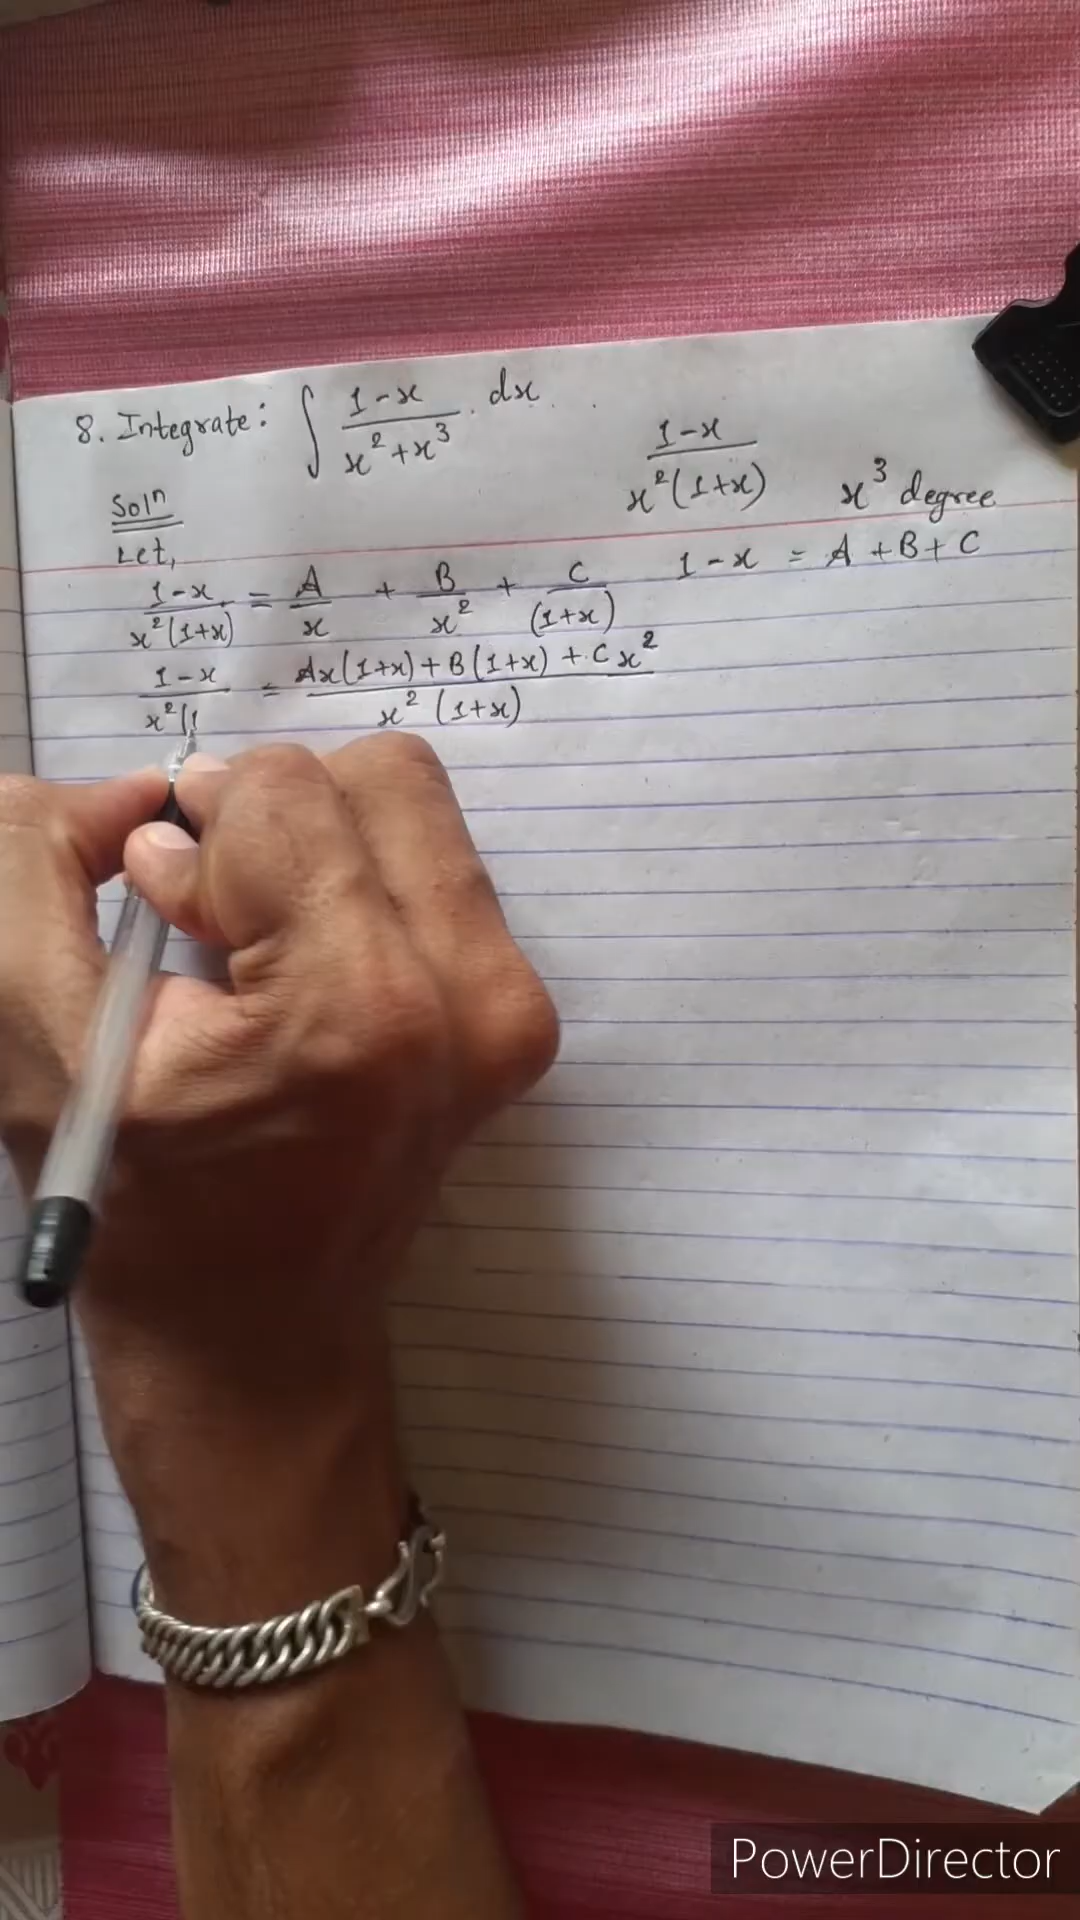 8. Integrate: ∫ (1-x)/(x²+x³) . dx
(1-x)/(x²(1+x)) x³ degree
Solⁿ
Let,
(1-x)/(x²(1+x)) = A/x + B/x² + C/(1+x)
1-x = A + B + C
(1-x)/(x²(1 = (Ax(1+x) + B(1+x) + Cx²)/(x²(1+x))
PowerDirector